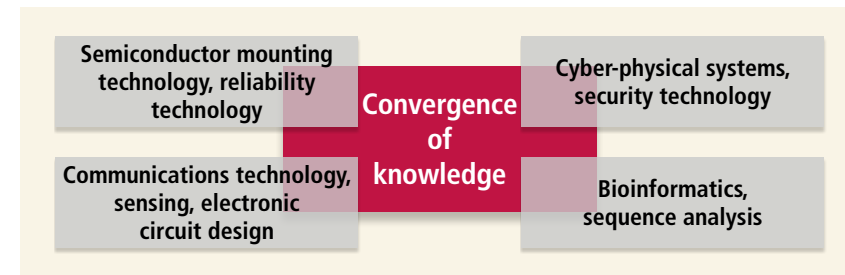 Semiconductor mounting
technology, reliability
technology
Cyber-physical systems,
security technology
Convergence
of
knowledge
Communications technology,
sensing, electronic
circuit design
Bioinformatics,
sequence analysis